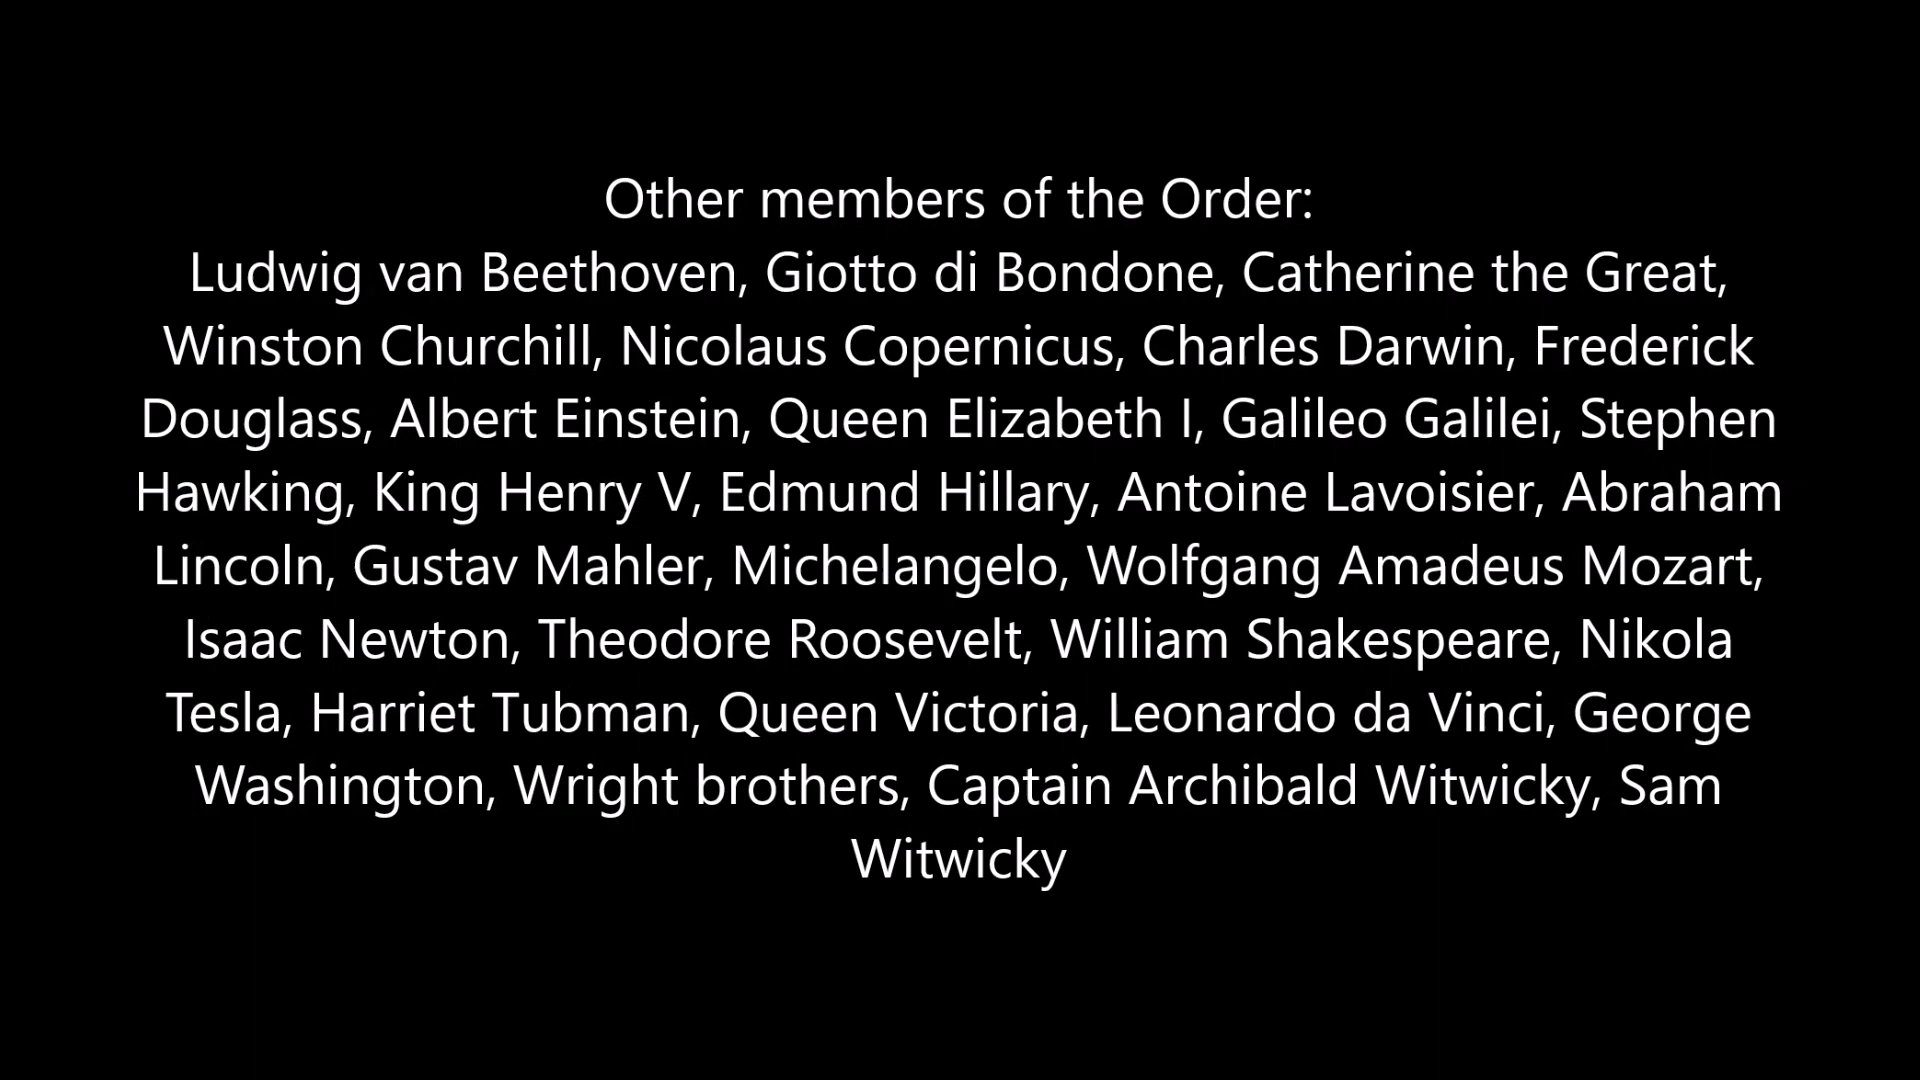 Other members of the Order:
Ludwig van Beethoven, Giotto di Bondone, Catherine the Great,
Winston Churchill, Nicolaus Copernicus, Charles Darwin, Frederick
Douglass, Albert Einstein, Queen Elizabeth I, Galileo Galilei, Stephen
Hawking, King Henry V, Edmund Hillary, Antoine Lavoisier, Abraham
Lincoln, Gustav Mahler, Michelangelo, Wolfgang Amadeus Mozart,
Isaac Newton, Theodore Roosevelt, William Shakespeare, Nikola
Tesla, Harriet Tubman, Queen Victoria, Leonardo da Vinci, George
Washington, Wright brothers, Captain Archibald Witwicky, Sam
Witwicky